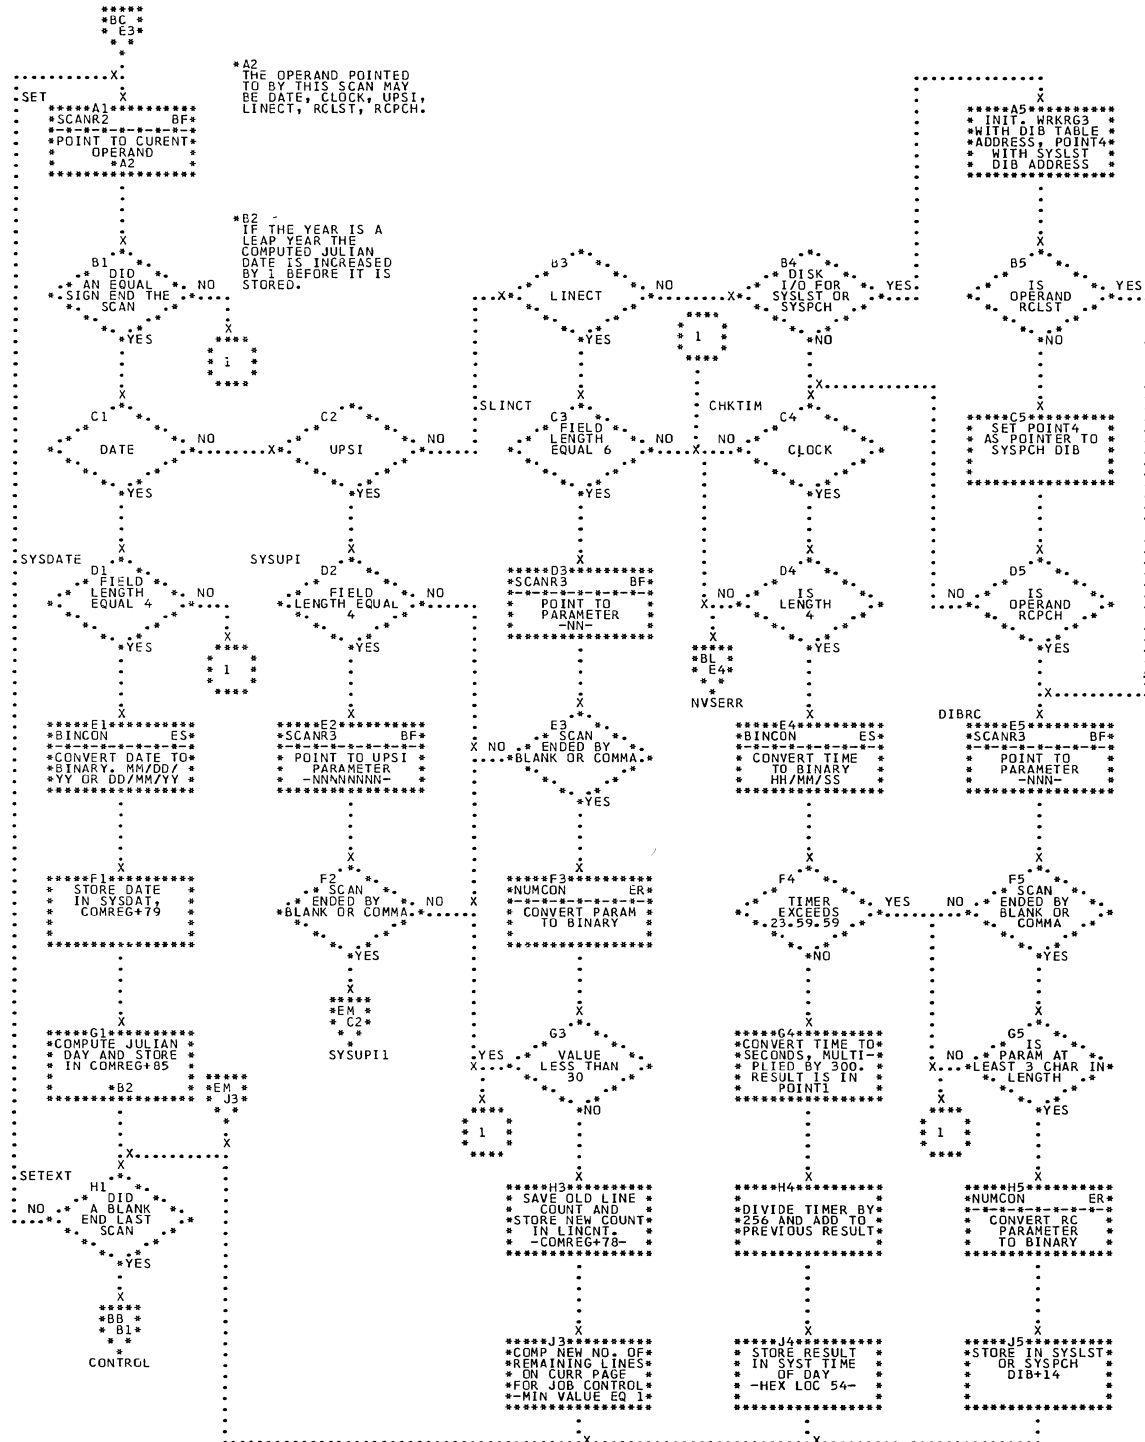 BC
E3
*A2
THE OPERAND POINTED
TO BY THIS SCAN MAY
BE DATE, CLOCK, UPSI,
LINECT, RCLST, RCPCH.
SET
A1
SCANR2 BF
POINT TO CURENT
OPERAND
*A2
A5
INIT. WRKRG3
WITH DIB TABLE
ADDRESS, POINT4
WITH SYSLST
DIB ADDRESS
*B2
IF THE YEAR IS A
LEAP YEAR THE
COMPUTED JULIAN
DATE IS INCREASED
BY 1 BEFORE IT IS
STORED.
B1
DID
AN EQUAL
SIGN END THE
SCAN
NO
YES
1
B3
LINECT
NO
YES
1
B4
DISK
I/O FOR
SYSLST OR
SYSPCH
YES
NO
B5
IS
OPERAND
RCLST
YES
NO
C1
DATE
NO
YES
C2
UPSI
NO
YES
SLINCT
C3
FIELD
LENGTH
EQUAL 6
NO
YES
CHKTIM
C4
CLOCK
NO
YES
C5
SET POINT4
AS POINTER TO
SYSPCH DIB
SYSDATE
D1
FIELD
LENGTH
EQUAL 4
NO
YES
1
SYSUPI
D2
FIELD
LENGTH EQUAL
4
NO
YES
D3
SCANR3 BF
POINT TO
PARAMETER
-NN-
D4
IS
LENGTH
4
NO
YES
BL
E4
NVSERR
D5
IS
OPERAND
RCPCH
NO
YES
E1
BINCON ES
CONVERT DATE TO
BINARY. MM/DD/
YY OR DD/MM/YY
E2
SCANR3 BF
POINT TO UPSI
PARAMETER
-NNNNNNNN-
E3
SCAN
ENDED BY
BLANK OR COMMA
NO
YES
E4
BINCON ES
CONVERT TIME
TO BINARY
HH/MM/SS
DIBRC
E5
SCANR3 BF
POINT TO
PARAMETER
-NNN-
F1
STORE DATE
IN SYSDAT,
COMREG+79
F2
SCAN
ENDED BY
BLANK OR COMMA
NO
YES
EM
C2
SYSUPI1
F3
NUMCON ER
CONVERT PARAM
TO BINARY
F4
TIMER
EXCEEDS
23.59.59
YES
NO
F5
SCAN
ENDED BY
BLANK OR
COMMA
NO
YES
G1
COMPUTE JULIAN
DAY AND STORE
IN COMREG+85
*B2
EM
J3
G3
VALUE
LESS THAN
30
YES
NO
1
G4
CONVERT TIME TO
SECONDS, MULTI-
PLIED BY 300.
RESULT IS IN
POINT1
G5
IS
PARAM AT
LEAST 3 CHAR IN
LENGTH
NO
YES
1
SETEXT
H1
DID
A BLANK
END LAST
SCAN
NO
YES
BB
B1
CONTROL
H3
SAVE OLD LINE
COUNT AND
STORE NEW COUNT
IN LINCNT.
-COMREG+78-
H4
DIVIDE TIMER BY
256 AND ADD TO
PREVIOUS RESULT
H5
NUMCON ER
CONVERT RC
PARAMETER
TO BINARY
J3
COMP NEW NO. OF
REMAINING LINES
ON CURR PAGE
FOR JOB CONTROL
-MIN VALUE EQ 1
J4
STORE RESULT
IN SYST TIME
OF DAY
-HEX LOC 54-
J5
STORE IN SYSLST
OR SYSPCH
DIB+14